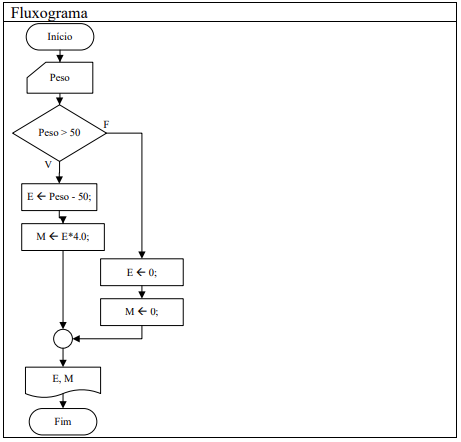 Fluxograma
Início
Peso
Peso > 50
F
V
E ← Peso - 50;
M ← E*4.0;
E ← 0;
M ← 0;
E, M
Fim